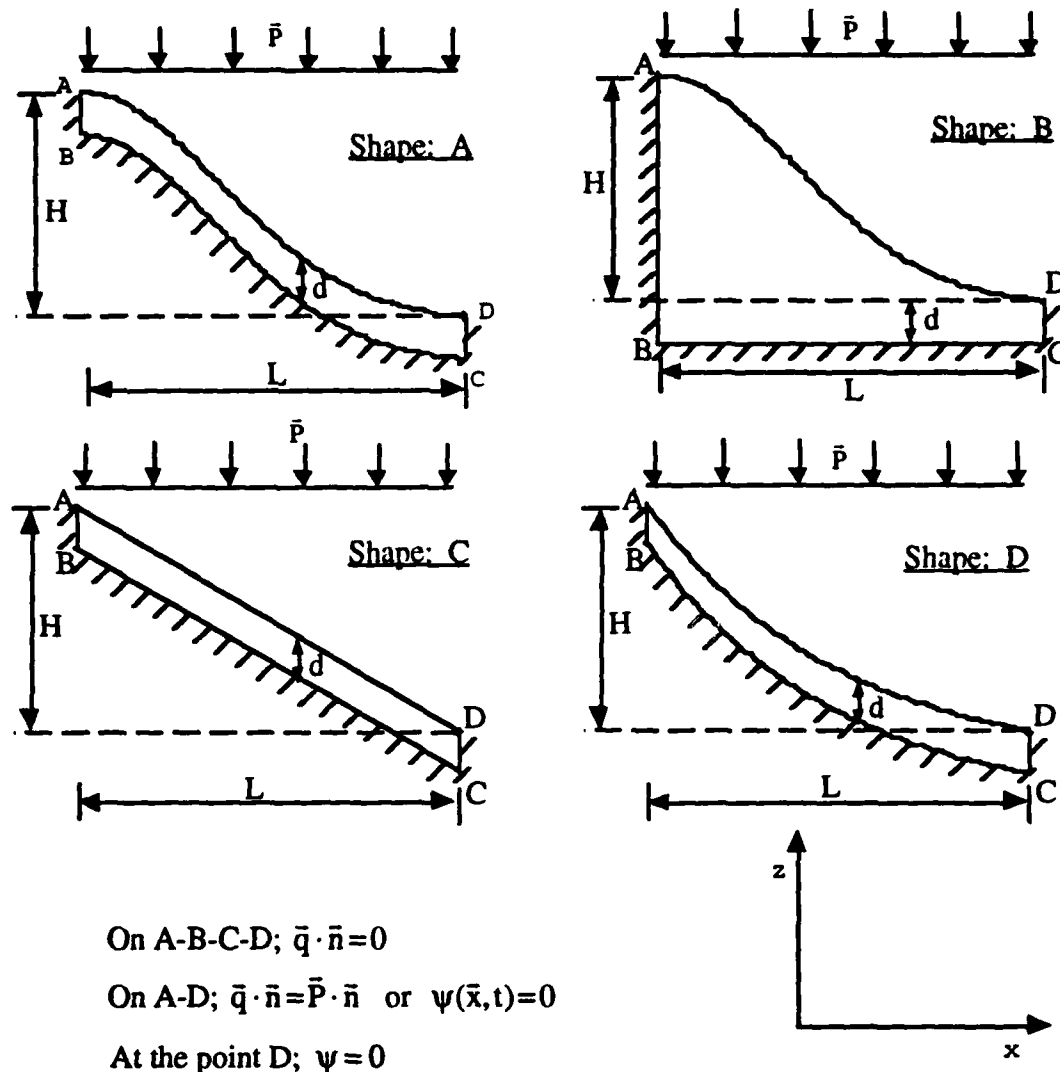 P⃗
A
B
H
Shape: A
d
D
C
L
P⃗
A
H
Shape: B
D
d
B
C
L
P⃗
A
B
Shape: C
H
d
D
C
L
P⃗
A
B
Shape: D
H
d
D
C
L
z
x
On A-B-C-D; q⃗ · n⃗ = 0
On A-D; q⃗ · n⃗ = P⃗ · n⃗ or ψ(x⃗,t) = 0
At the point D; ψ = 0